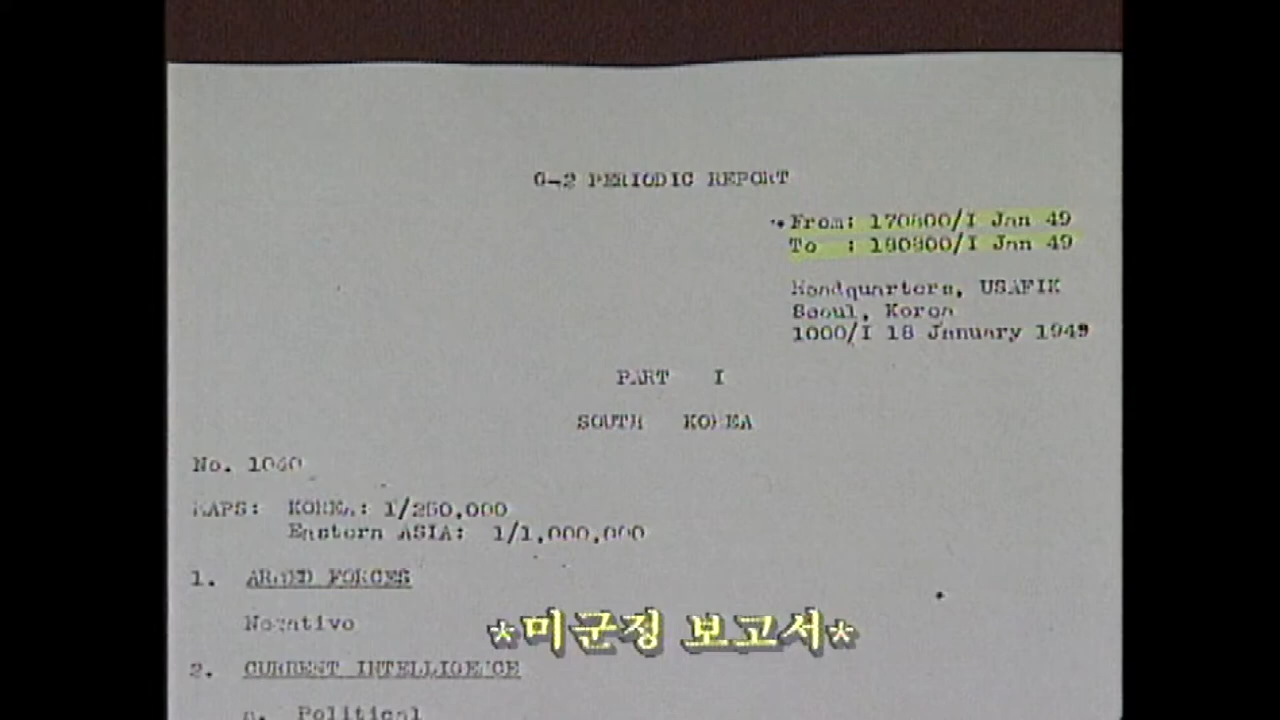 G-2 PERIODIC REPORT
From: 170800/I Jan 49
To : 180800/I Jan 49
Headquarters, USAFIK
Seoul, Korea
1000/I 18 January 1949
PART I
SOUTH KOREA
No. 1040
MAPS: KOREA: 1/250,000
Eastern ASIA: 1/1,000,000
1. ARMED FORCES
Negative
*미군정 보고서*
2. CURRENT INTELLIGENCE
a. Political